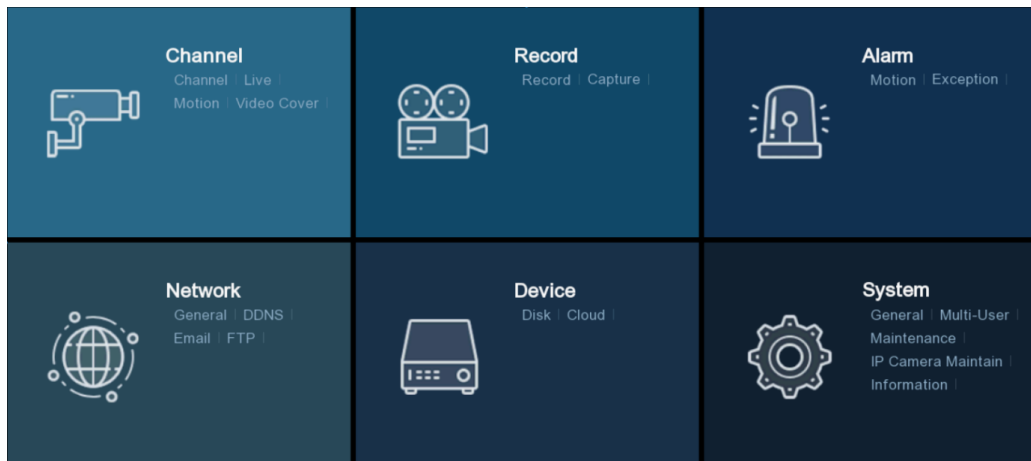 Channel
Channel | Live |
Motion | Video Cover |
Record
Record | Capture |
Alarm
Motion | Exception |
Network
General | DDNS |
Email | FTP |
Device
Disk | Cloud |
System
General | Multi-User |
Maintenance |
IP Camera Maintain |
Information |